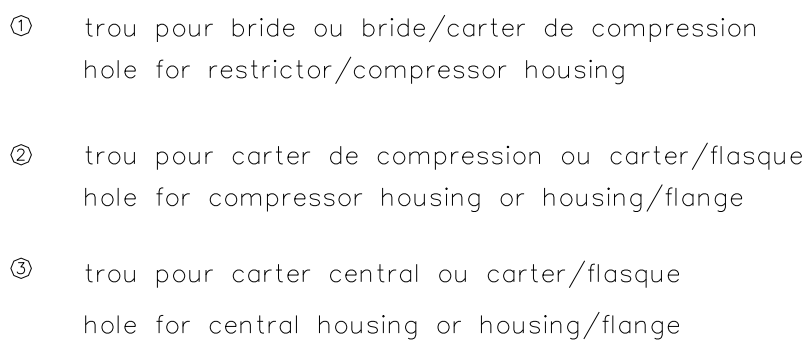 ① trou pour bride ou bride/carter de compression
hole for restrictor/compressor housing
② trou pour carter de compression ou carter/flasque
hole for compressor housing or housing/flange
③ trou pour carter central ou carter/flasque
hole for central housing or housing/flange